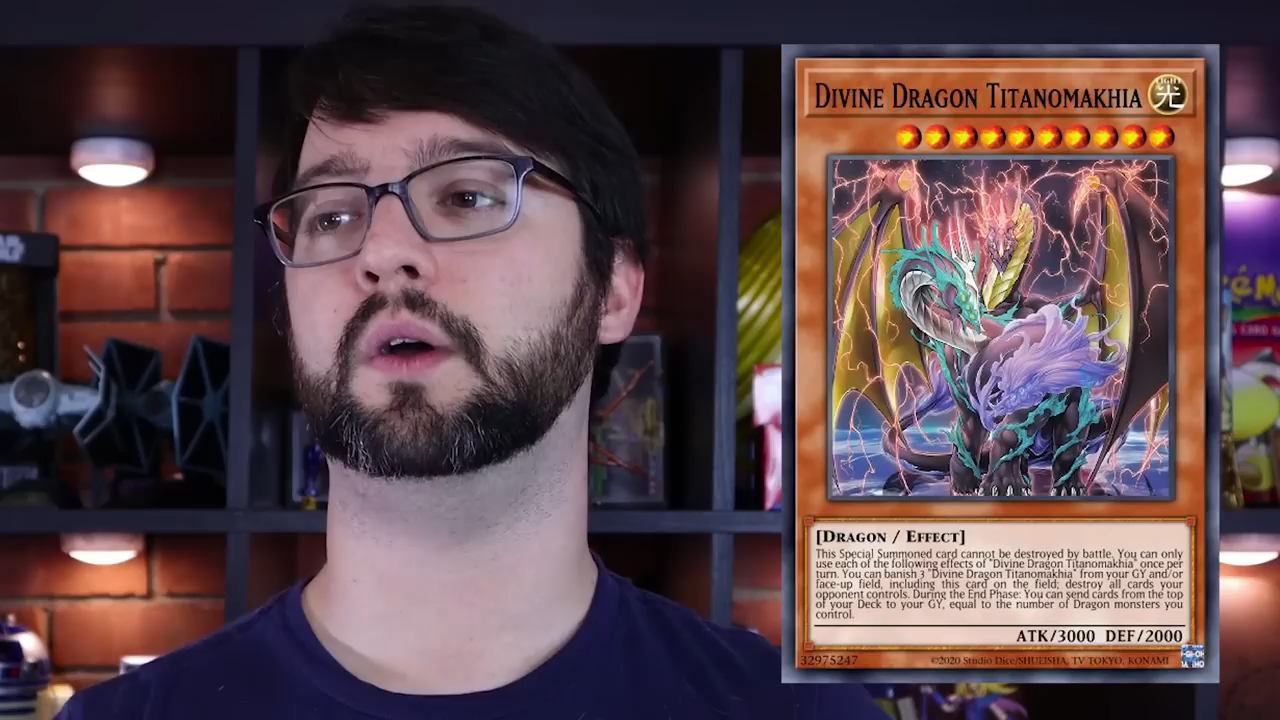 DIVINE DRAGON TITANOMAKHIA
LIGHT
光
[DRAGON / EFFECT]
This Special Summoned card cannot be destroyed by battle. You can only
use each of the following effects of "Divine Dragon Titanomakhia" once per
turn. You can banish 3 "Divine Dragon Titanomakhia" from your GY and/or
face-up field, including this card on the field; destroy all cards your
opponent controls. During the End Phase: You can send cards from the top
of your Deck to your GY, equal to the number of Dragon monsters you
control.
ATK/3000 DEF/2000
32975247
©2020 Studio Dice/SHUEISHA, TV TOKYO, KONAMI